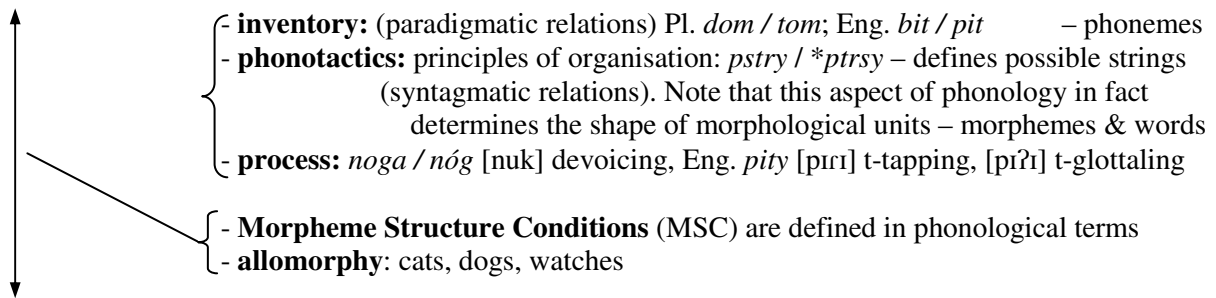 - inventory: (paradigmatic relations) Pl. dom / tom; Eng. bit / pit – phonemes
- phonotactics: principles of organisation: pstry / *ptrsy – defines possible strings
(syntagmatic relations). Note that this aspect of phonology in fact
determines the shape of morphological units – morphemes & words
- process: noga / nóg [nuk] devoicing, Eng. pity [pɪɾɪ] t-tapping, [pɪʔɪ] t-glottaling
- Morpheme Structure Conditions (MSC) are defined in phonological terms
- allomorphy: cats, dogs, watches